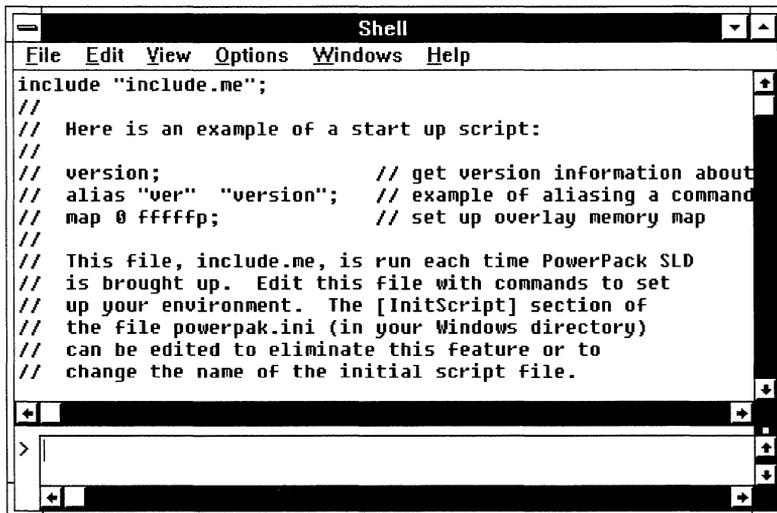 Shell
File Edit View Options Windows Help
include "include.me";
//
// Here is an example of a start up script:
//
// version; // get version information about
// alias "ver" "version"; // example of aliasing a command
// map 0 fffffp; // set up overlay memory map
//
// This file, include.me, is run each time PowerPack SLD
// is brought up. Edit this file with commands to set
// up your environment. The [InitScript] section of
// the file powerpak.ini (in your Windows directory)
// can be edited to eliminate this feature or to
// change the name of the initial script file.
>